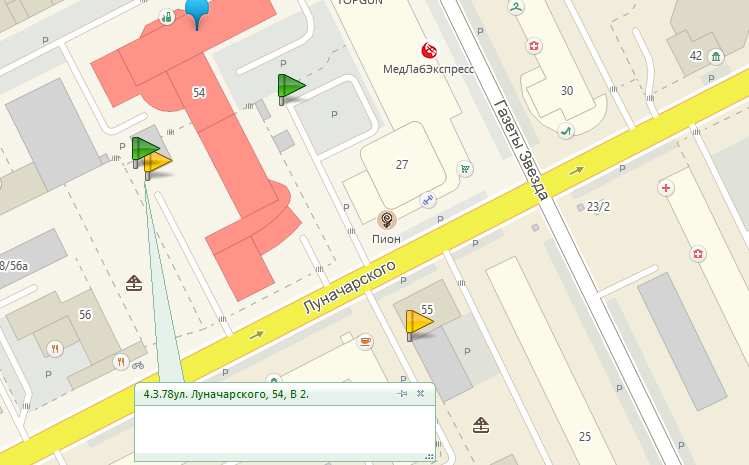 TOPGUN
P
54
P
МедЛабЭкспресс
42
P
30
P
P
Газеты Звезда
27
P
P
23/2
P
Пион
P
P
8/56а
Луначарского
P
56
55
P
P
P
P
4.3.78ул. Луначарского, 54, В 2.
25
P